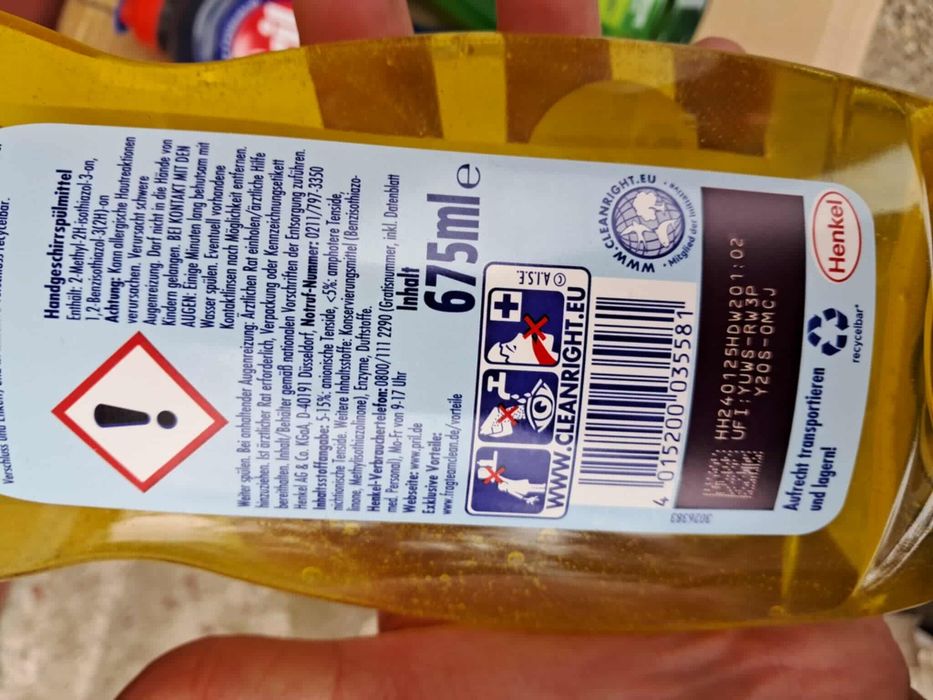 Handgeschirrspülmittel
Enthält: 2-Methyl-2H-isothiazol-3-on,
1,2-Benzisothiazol-3(2H)-on
Achtung: Kann allergische Hautreaktionen
verursachen. Verursacht schwere
Augenreizung. Darf nicht in die Hände von
Kindern gelangen. BEI KONTAKT MIT DEN
AUGEN: Einige Minuten lang behutsam mit
Wasser spülen. Eventuell vorhandene
Kontaktlinsen nach Möglichkeit entfernen.
Weiter spülen. Bei anhaltender Augenreizung: Ärztlichen Rat einholen/ärztliche Hilfe
hinzuziehen. Ist ärztlicher Rat erforderlich, Verpackung oder Kennzeichnungsetikett
bereithalten. Inhalt/Behälter gemäß nationalen Vorschriften der Entsorgung zuführen.
Henkel AG & Co. KGaA, D-40191 Düsseldorf, Notruf-Nummer: 0211/797-3350
Inhaltsstoffangabe: 5-15%: anionische Tenside, <5%: amphotere Tenside,
nichtionische Tenside. Weitere Inhaltsstoffe: Konservierungsmittel (Benzisothiazo-
linone, Methylisothiazolinone), Enzyme, Duftstoffe.
Henkel-Verbrauchertelefon: 0800/111 2290 (Gratisnummer, inkl. Datenblatt
med. Personal), Mo-Fr von 9-17 Uhr
Webseite: www.pril.de
Exklusive Vorteile:
www.fragteamclean.de/vorteile
Inhalt
675ml e
© A.I.S.E.
WWW.CLEANRIGHT.EU
WWW.CLEANRIGHT.EU
Mitglied der Initiative
4 015200 035581
HH240125HDW201:02
UFI:YUWS-RW3P
Y20S-0MCJ
3036383
Henkel
recycelbar*
Aufrecht transportieren
und lagern!